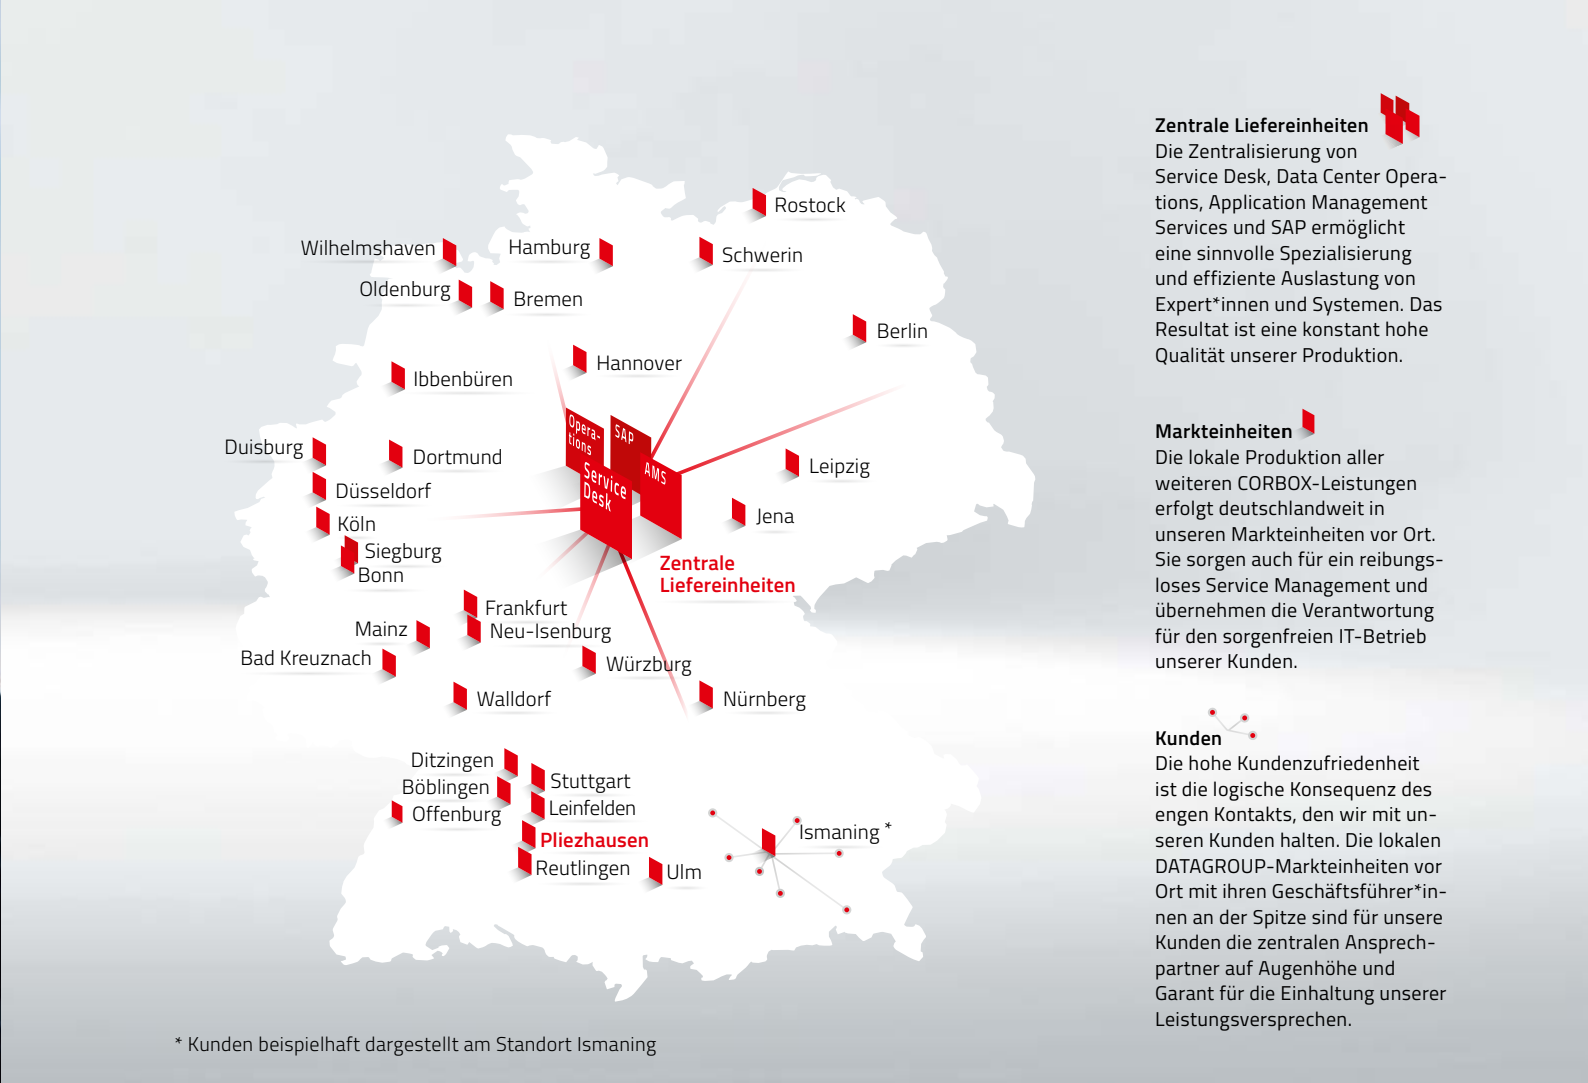 Rostock
Wilhelmshaven
Hamburg
Schwerin
Oldenburg
Bremen
Berlin
Hannover
Ibbenbüren
Opera-
tions
SAP
Duisburg
Dortmund
AMS
Leipzig
Service
Desk
Düsseldorf
Köln
Jena
Siegburg
Bonn
Zentrale
Liefereinheiten
Frankfurt
Mainz
Neu-Isenburg
Bad Kreuznach
Würzburg
Walldorf
Nürnberg
Ditzingen
Stuttgart
Böblingen
Leinfelden
Offenburg
Pliezhausen
Ismaning *
Reutlingen
Ulm
* Kunden beispielhaft dargestellt am Standort Ismaning
Zentrale Liefereinheiten
Die Zentralisierung von
Service Desk, Data Center Opera-
tions, Application Management
Services und SAP ermöglicht
eine sinnvolle Spezialisierung
und effiziente Auslastung von
Expert*innen und Systemen. Das
Resultat ist eine konstant hohe
Qualität unserer Produktion.
Markteinheiten
Die lokale Produktion aller
weiteren CORBOX-Leistungen
erfolgt deutschlandweit in
unseren Markteinheiten vor Ort.
Sie sorgen auch für ein reibungs-
loses Service Management und
übernehmen die Verantwortung
für den sorgenfreien IT-Betrieb
unserer Kunden.
Kunden
Die hohe Kundenzufriedenheit
ist die logische Konsequenz des
engen Kontakts, den wir mit un-
seren Kunden halten. Die lokalen
DATAGROUP-Markteinheiten vor
Ort mit ihren Geschäftsführer*in-
nen an der Spitze sind für unsere
Kunden die zentralen Ansprech-
partner auf Augenhöhe und
Garant für die Einhaltung unserer
Leistungsversprechen.